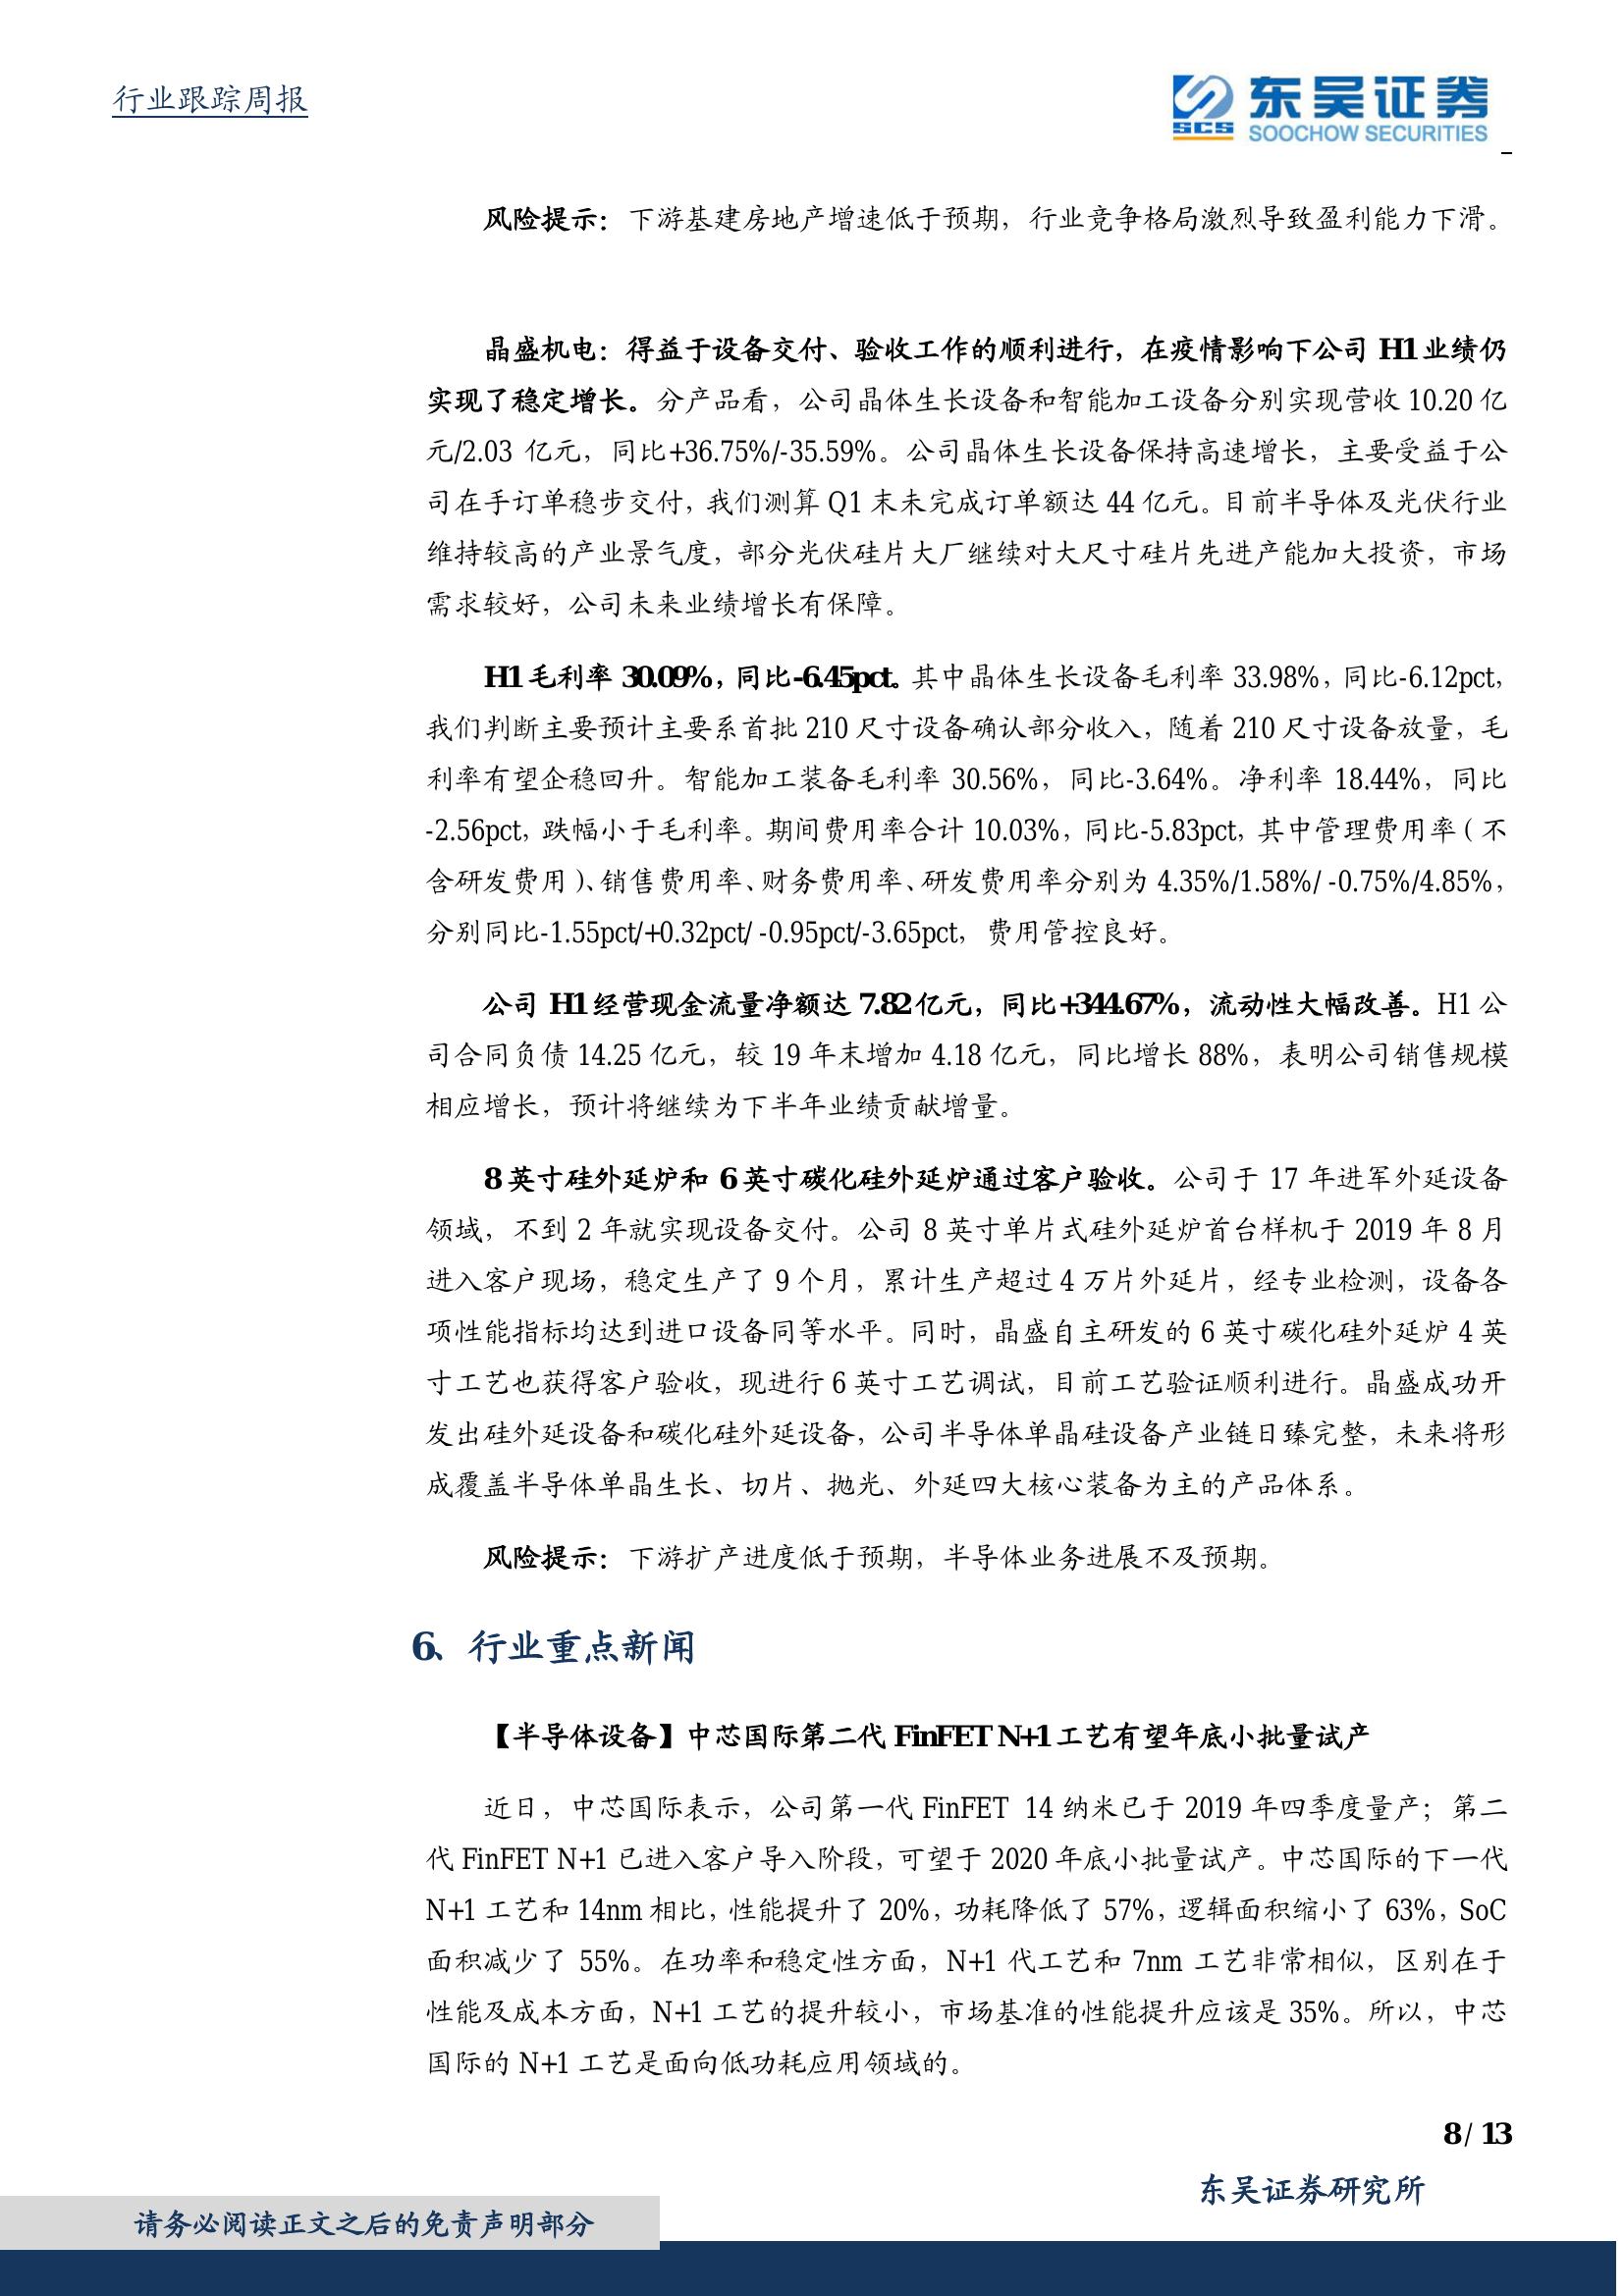 行业跟踪周报
SCS 东吴证券
SOOCHOW SECURITIES
风险提示：下游基建房地产增速低于预期，行业竞争格局激烈导致盈利能力下滑。
晶盛机电：得益于设备交付、验收工作的顺利进行，在疫情影响下公司 H1 业绩仍
实现了稳定增长。分产品看，公司晶体生长设备和智能加工设备分别实现营收 10.20 亿
元/2.03 亿元，同比+36.75%/-35.59%。公司晶体生长设备保持高速增长，主要受益于公
司在手订单稳步交付，我们测算 Q1 末未完成订单额达 44 亿元。目前半导体及光伏行业
维持较高的产业景气度，部分光伏硅片大厂继续对大尺寸硅片先进产能加大投资，市场
需求较好，公司未来业绩增长有保障。
H1 毛利率 30.09%，同比-6.45pct。其中晶体生长设备毛利率 33.98%，同比-6.12pct，
我们判断主要预计主要系首批 210 尺寸设备确认部分收入，随着 210 尺寸设备放量，毛
利率有望企稳回升。智能加工装备毛利率 30.56%，同比-3.64%。净利率 18.44%，同比
-2.56pct，跌幅小于毛利率。期间费用率合计 10.03%，同比-5.83pct，其中管理费用率（不
含研发费用）、销售费用率、财务费用率、研发费用率分别为 4.35%/1.58%/ -0.75%/4.85%，
分别同比-1.55pct/+0.32pct/ -0.95pct/-3.65pct，费用管控良好。
公司 H1 经营现金流量净额达 7.82 亿元，同比+344.67%，流动性大幅改善。H1 公
司合同负债 14.25 亿元，较 19 年末增加 4.18 亿元，同比增长 88%，表明公司销售规模
相应增长，预计将继续为下半年业绩贡献增量。
8 英寸硅外延炉和 6 英寸碳化硅外延炉通过客户验收。公司于 17 年进军外延设备
领域，不到 2 年就实现设备交付。公司 8 英寸单片式硅外延炉首台样机于 2019 年 8 月
进入客户现场，稳定生产了 9 个月，累计生产超过 4 万片外延片，经专业检测，设备各
项性能指标均达到进口设备同等水平。同时，晶盛自主研发的 6 英寸碳化硅外延炉 4 英
寸工艺也获得客户验收，现进行 6 英寸工艺调试，目前工艺验证顺利进行。晶盛成功开
发出硅外延设备和碳化硅外延设备，公司半导体单晶硅设备产业链日臻完整，未来将形
成覆盖半导体单晶生长、切片、抛光、外延四大核心装备为主的产品体系。
风险提示：下游扩产进度低于预期，半导体业务进展不及预期。
6、行业重点新闻
【半导体设备】中芯国际第二代 FinFET N+1 工艺有望年底小批量试产
近日，中芯国际表示，公司第一代 FinFET 14 纳米已于 2019 年四季度量产；第二
代 FinFET N+1 已进入客户导入阶段，可望于 2020 年底小批量试产。中芯国际的下一代
N+1 工艺和 14nm 相比，性能提升了 20%，功耗降低了 57%，逻辑面积缩小了 63%，SoC
面积减少了 55%。在功率和稳定性方面，N+1 代工艺和 7nm 工艺非常相似，区别在于
性能及成本方面，N+1 工艺的提升较小，市场基准的性能提升应该是 35%。所以，中芯
国际的 N+1 工艺是面向低功耗应用领域的。
8 / 13
东吴证券研究所
请务必阅读正文之后的免责声明部分